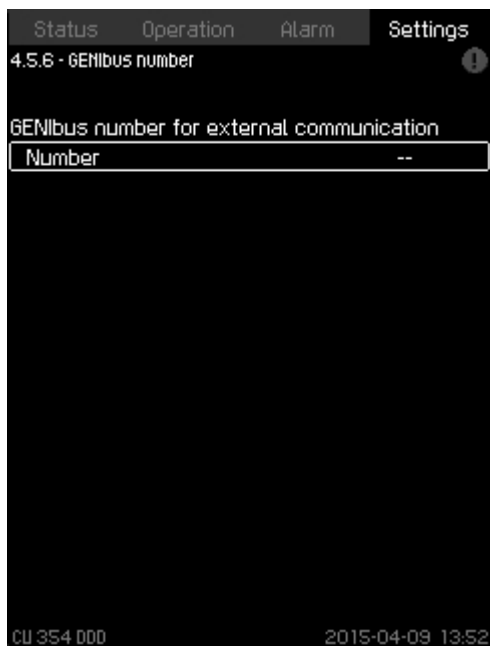 Status Operation Alarm Settings
4.5.6 - GENIbus number
GENIbus number for external communication
Number --
CU 354 DDD 2015-04-09 13:52